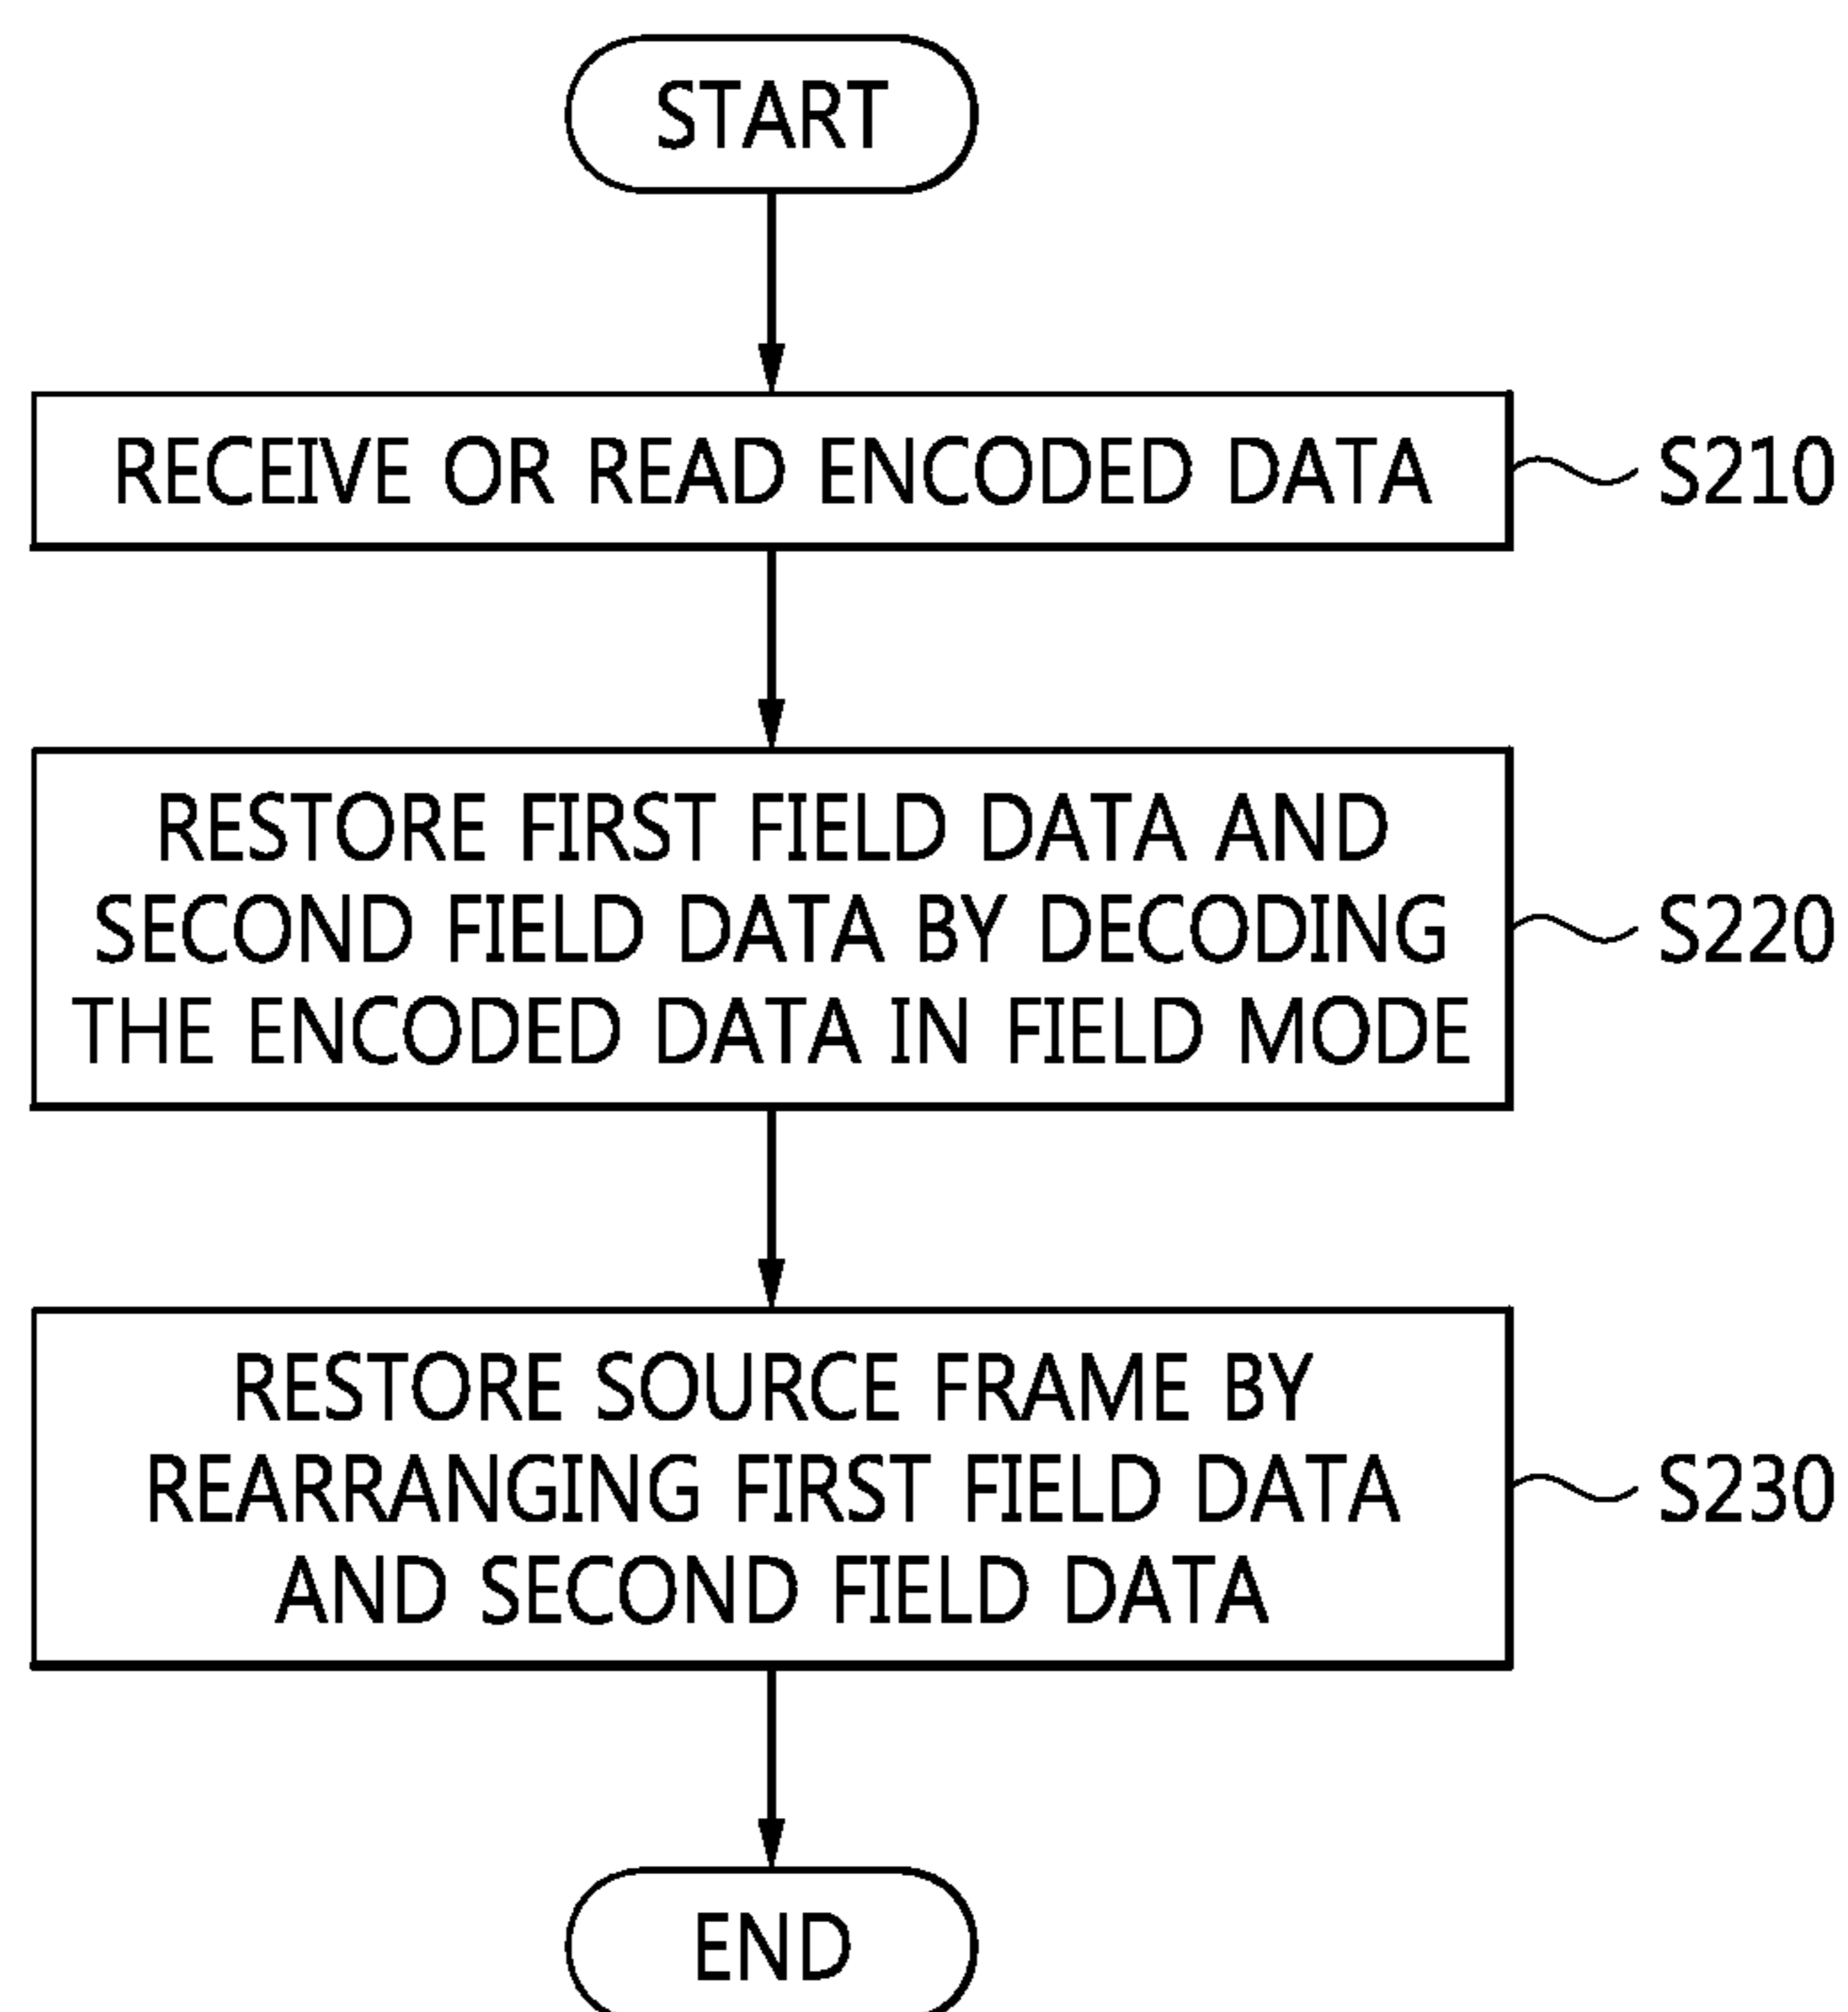 START
RECEIVE OR READ ENCODED DATA
S210
RESTORE FIRST FIELD DATA AND
SECOND FIELD DATA BY DECODING
THE ENCODED DATA IN FIELD MODE
S220
RESTORE SOURCE FRAME BY
REARRANGING FIRST FIELD DATA
AND SECOND FIELD DATA
S230
END